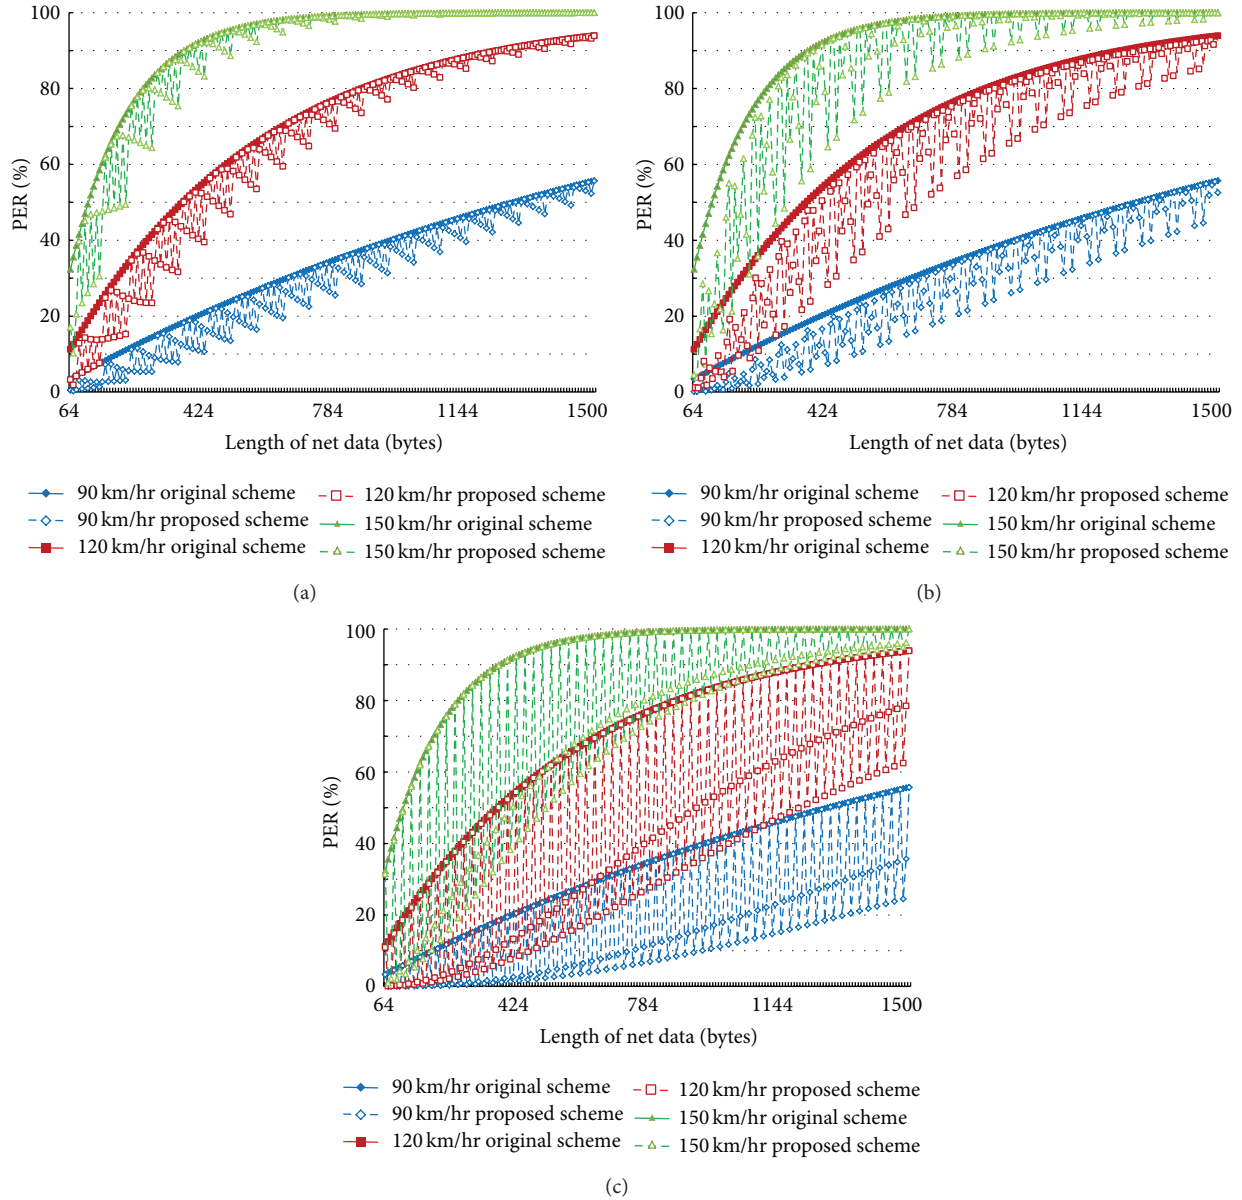 100
80
60
40
20
0
PER (%)
64 424 784 1144 1500
Length of net data (bytes)
90 km/hr original scheme
90 km/hr proposed scheme
120 km/hr original scheme
120 km/hr proposed scheme
150 km/hr original scheme
150 km/hr proposed scheme
(a)
100
80
60
40
20
0
PER (%)
64 424 784 1144 1500
Length of net data (bytes)
90 km/hr original scheme
90 km/hr proposed scheme
120 km/hr original scheme
120 km/hr proposed scheme
150 km/hr original scheme
150 km/hr proposed scheme
(b)
100
80
60
40
20
0
PER (%)
64 424 784 1144 1500
Length of net data (bytes)
90 km/hr original scheme
90 km/hr proposed scheme
120 km/hr original scheme
120 km/hr proposed scheme
150 km/hr original scheme
150 km/hr proposed scheme
(c)